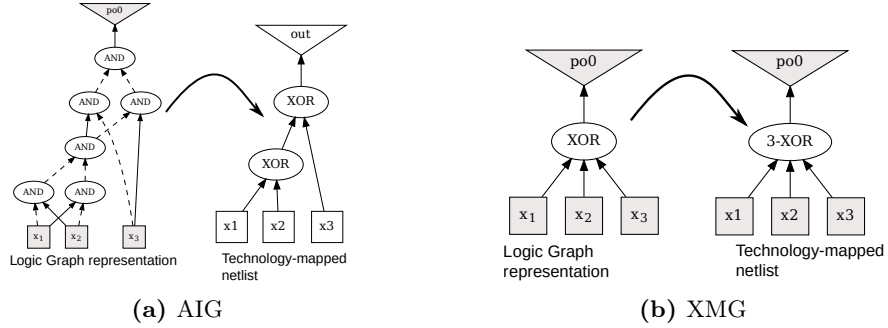 po0
AND
AND
AND
AND
AND
AND
x1
x2
x3
Logic Graph representation
out
XOR
XOR
x1
x2
x3
Technology-mapped
netlist
(a) AIG
po0
XOR
x1
x2
x3
Logic Graph
representation
po0
3-XOR
x1
x2
x3
Technology-mapped
netlist
(b) XMG